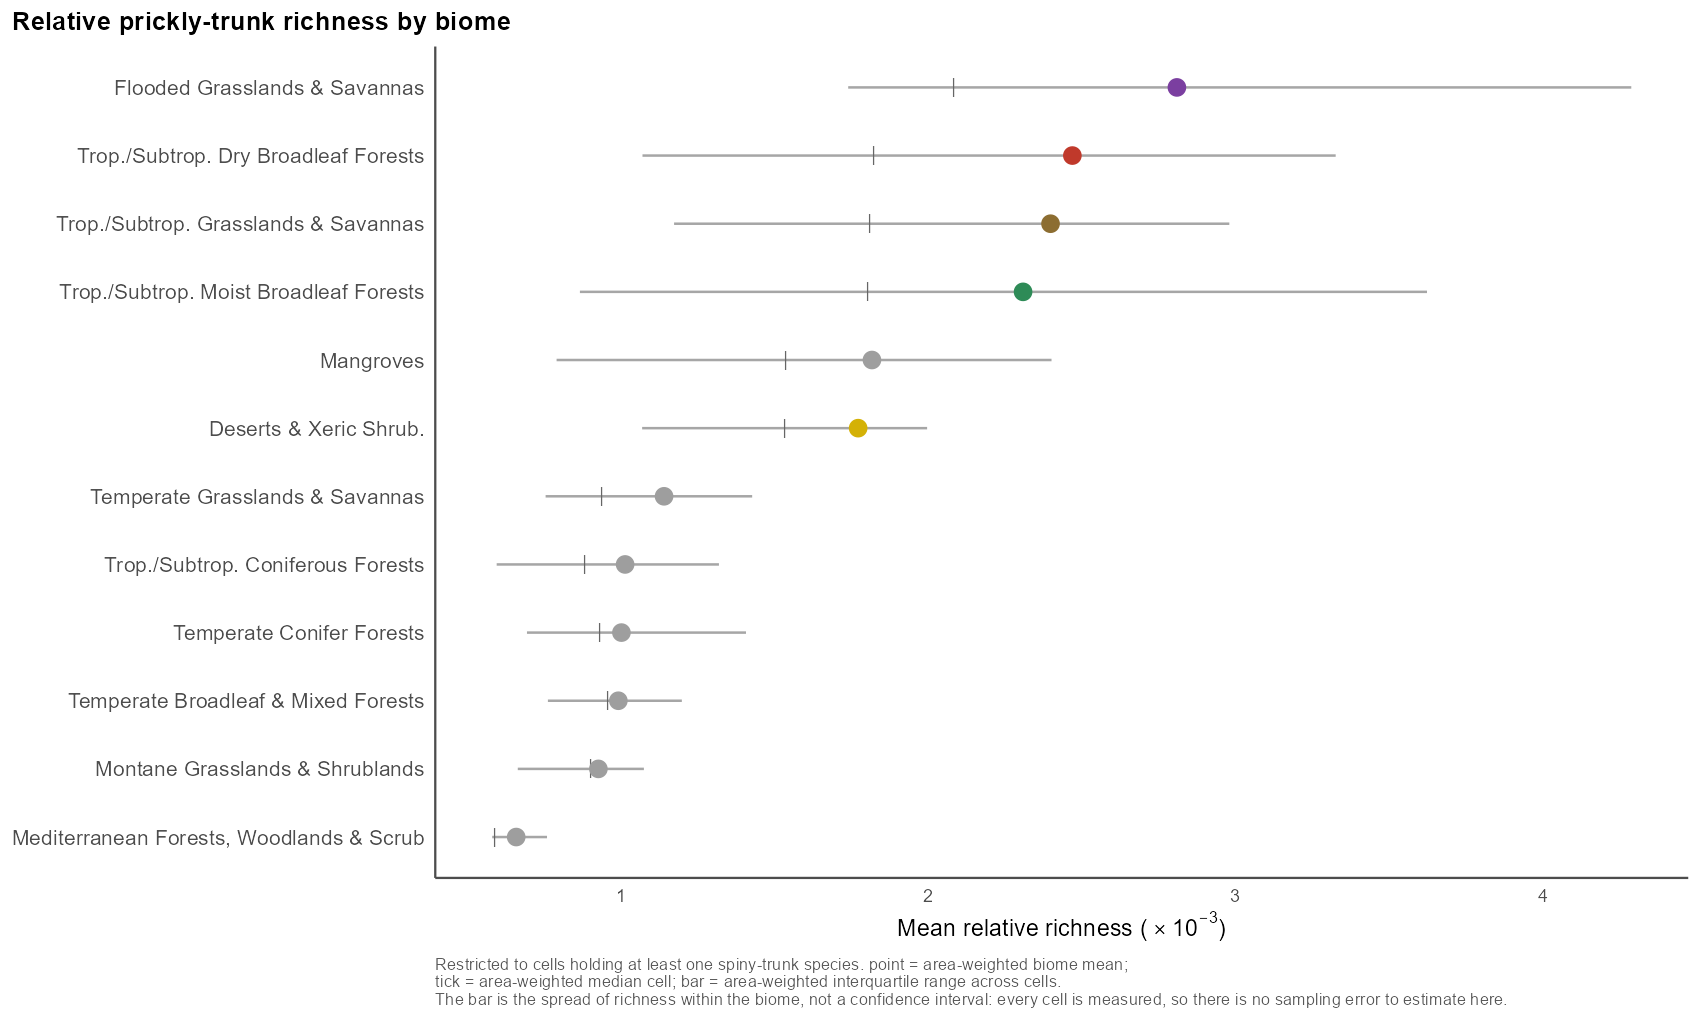 Relative prickly-trunk richness by biome
Flooded Grasslands & Savannas
Trop./Subtrop. Dry Broadleaf Forests
Trop./Subtrop. Grasslands & Savannas
Trop./Subtrop. Moist Broadleaf Forests
Mangroves
Deserts & Xeric Shrub.
Temperate Grasslands & Savannas
Trop./Subtrop. Coniferous Forests
Temperate Conifer Forests
Temperate Broadleaf & Mixed Forests
Montane Grasslands & Shrublands
Mediterranean Forests, Woodlands & Scrub
1 2 3 4
Mean relative richness ( × 10⁻³)
Restricted to cells holding at least one spiny-trunk species. point = area-weighted biome mean;
tick = area-weighted median cell; bar = area-weighted interquartile range across cells.
The bar is the spread of richness within the biome, not a confidence interval: every cell is measured, so there is no sampling error to estimate here.